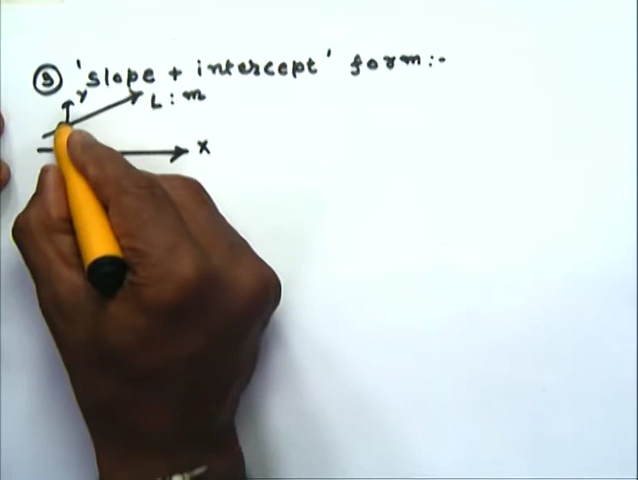 ③ 'slope + intercept' form :-
Y
L : m
X